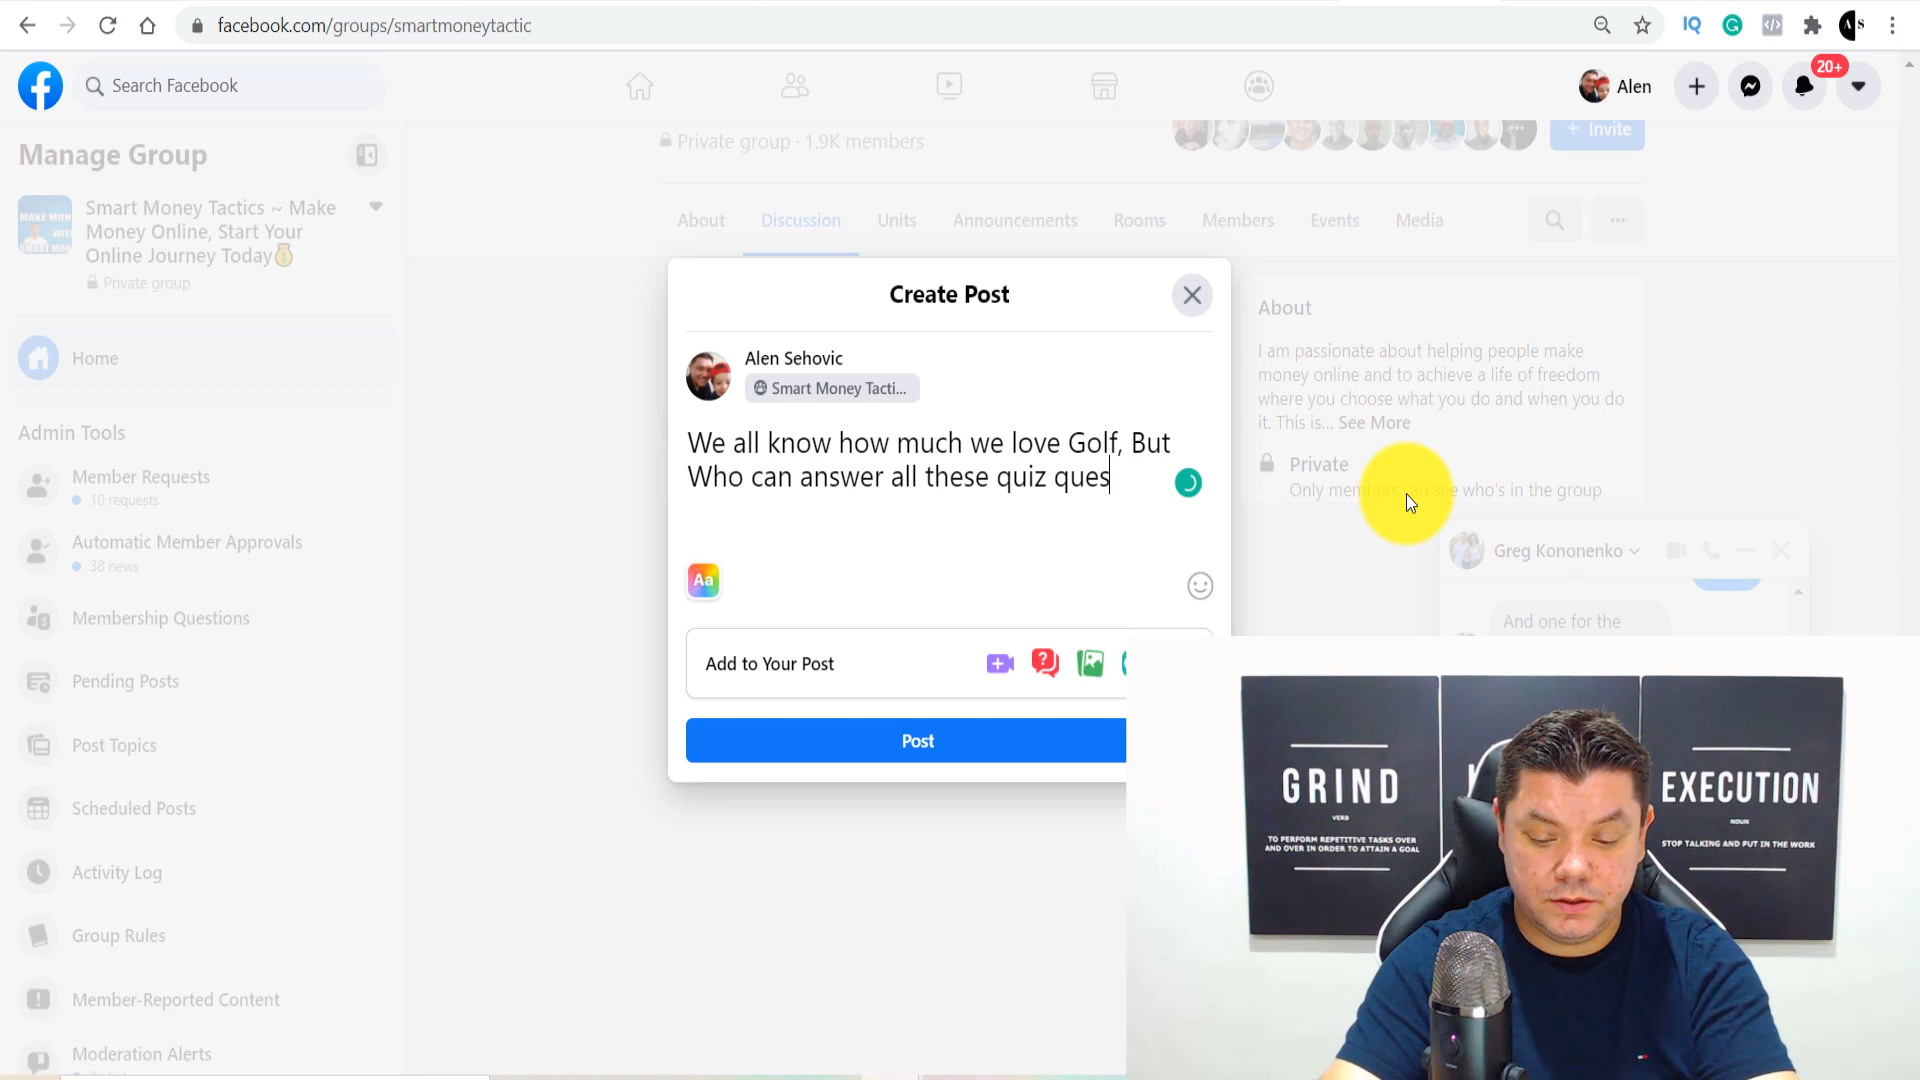 facebook.com/groups/smartmoneytactic
IQ
A S
Search Facebook
Alen
20+
Manage Group
Smart Money Tactics ~ Make
Money Online, Start Your
Online Journey Today
Private group
Home
Admin Tools
Member Requests
10 requests
Automatic Member Approvals
38 news
Membership Questions
Pending Posts
Post Topics
Scheduled Posts
Activity Log
Group Rules
Member-Reported Content
Moderation Alerts
Private group · 1.9K members
+ Invite
About
Discussion
Units
Announcements
Rooms
Members
Events
Media
Create Post
Alen Sehovic
Smart Money Tacti...
We all know how much we love Golf, But
Who can answer all these quiz ques
Aa
Add to Your Post
Post
About
I am passionate about helping people make
money online and to achieve a life of freedom
where you choose what you do and when you do
it. This is... See More
Private
Only members can see who's in the group
Greg Kononenko
And one for the
GRIND
VERB
TO PERFORM REPETITIVE TASKS OVER
AND OVER IN ORDER TO ATTAIN A GOAL
EXECUTION
NOUN
STOP TALKING AND PUT IN THE WORK